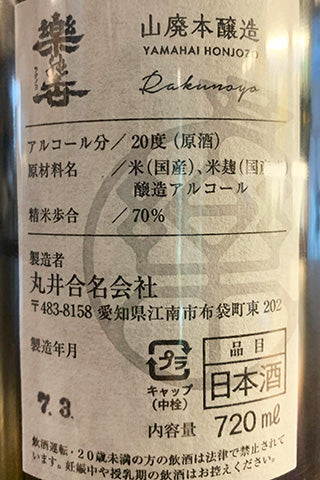 樂の世
ラクノヨ
山廃本醸造
YAMAHAI HONJOZO
Rakunoyo
アルコール分／20度（原酒）
原材料名／米（国産）、米麹（国産）
醸造アルコール
精米歩合／70%
製造者
丸井合名会社
〒483-8158 愛知県江南市布袋町東 202
製造年月
7.3.
プラ
キャップ
（中栓）
品目
日本酒
内容量 720㎖
飲酒運転・20歳未満の方の飲酒は法律で禁止されて
います。妊娠中や授乳期の飲酒はお控えください。